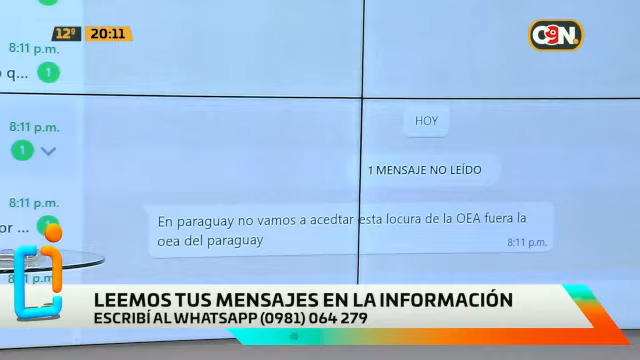 12º 20:11
C9N
8:11 p.m.
q...
1
8:11 p.m.
1
HOY
1 MENSAJE NO LEÍDO
8:11 p.m.
or ...
En paraguay no vamos a acedtar esta locura de la OEA fuera la
oea del paraguay
8:11 p.m.
LEEMOS TUS MENSAJES EN LA INFORMACIÓN
ESCRIBÍ AL WHATSAPP (0981) 064 279